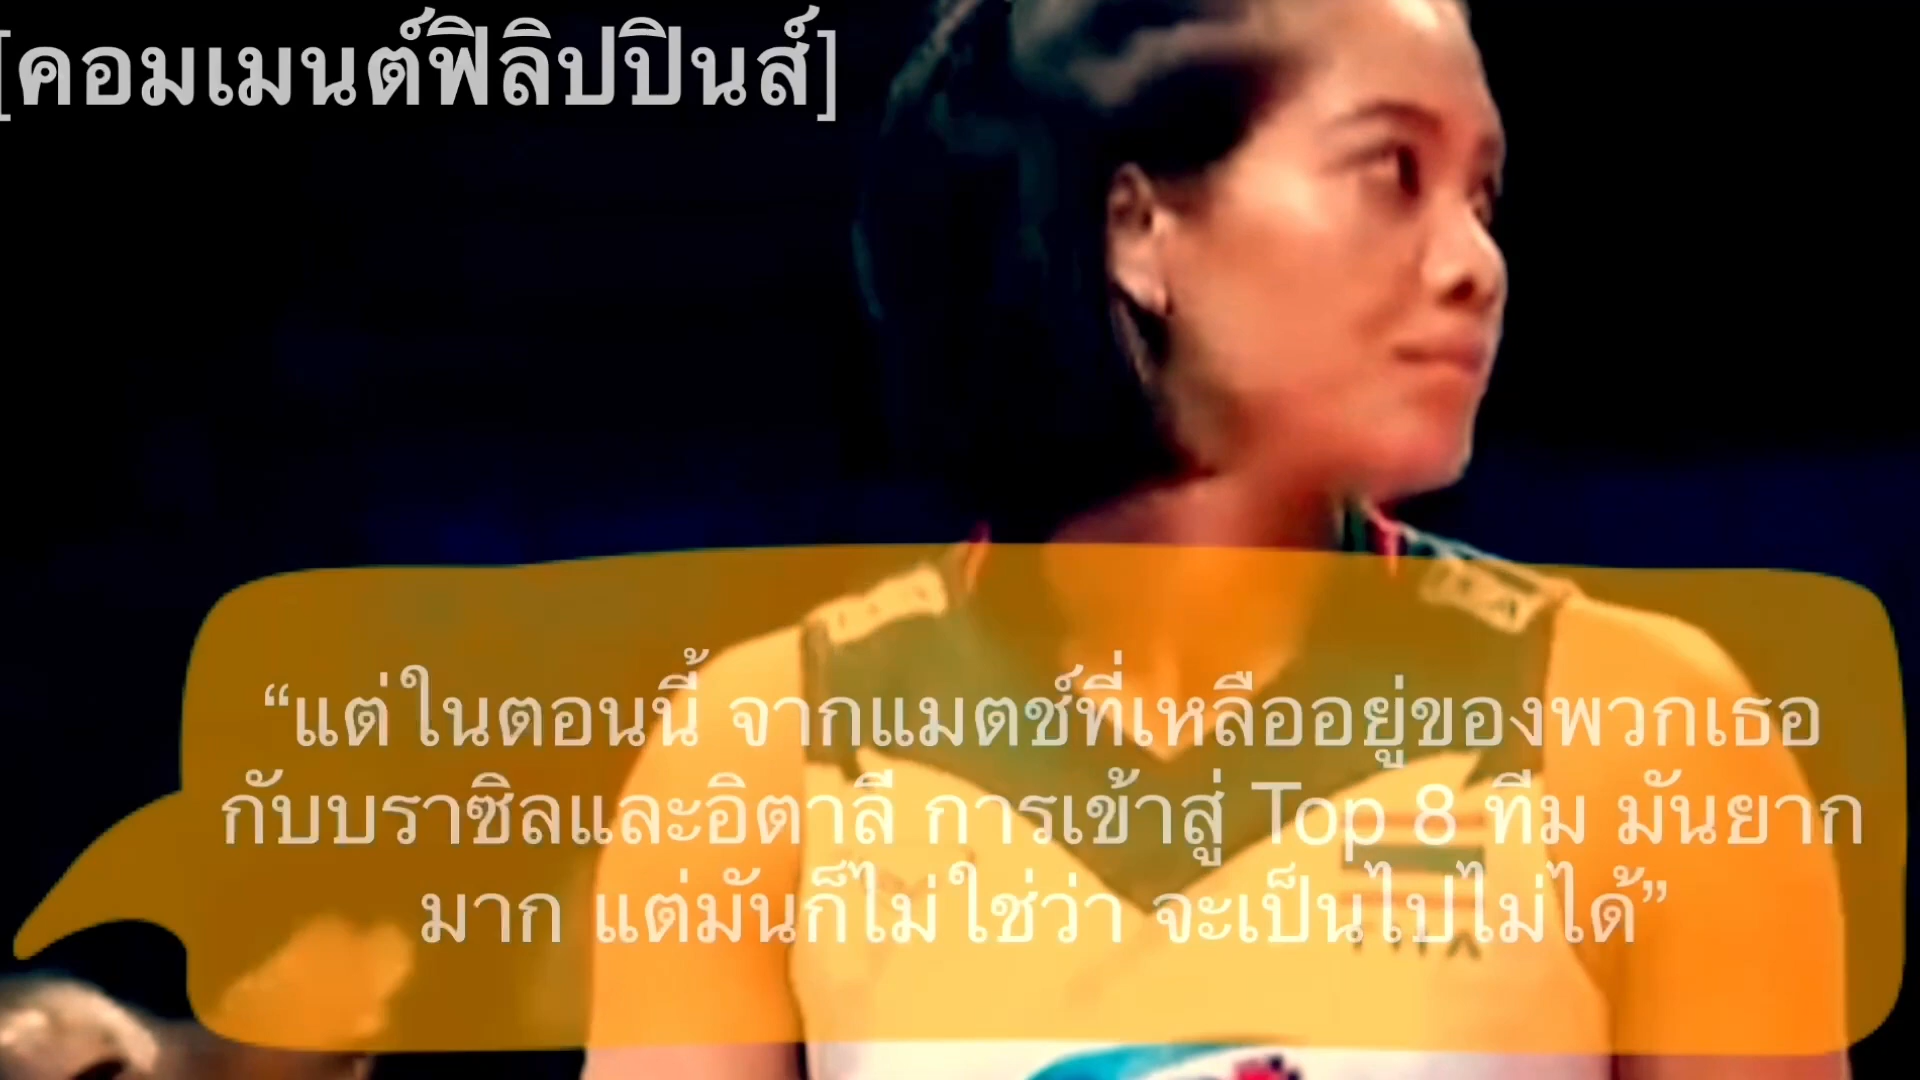 [คอมเมนต์ฟิลิปปินส์]
“แต่ในตอนนี้ จากแมตช์ที่เหลืออยู่ของพวกเธอ
กับบราซิลและอิตาลี การเข้าสู่ Top 8 ทีม มันยาก
มาก แต่มันก็ไม่ใช่ว่า จะเป็นไปไม่ได้”